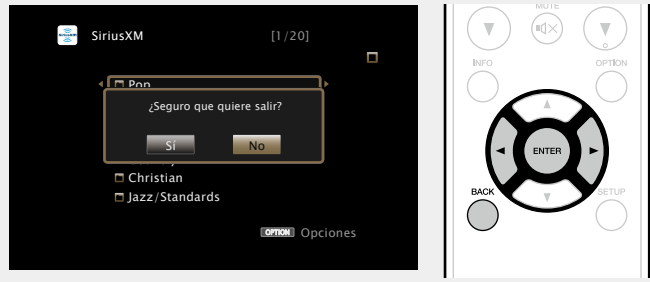 SiriusXM [1/20]
Pop
¿Seguro que quiere salir?
Sí No
Christian
Jazz/Standards
OPTION Opciones
MUTE
INFO OPTION
ENTER
BACK SETUP